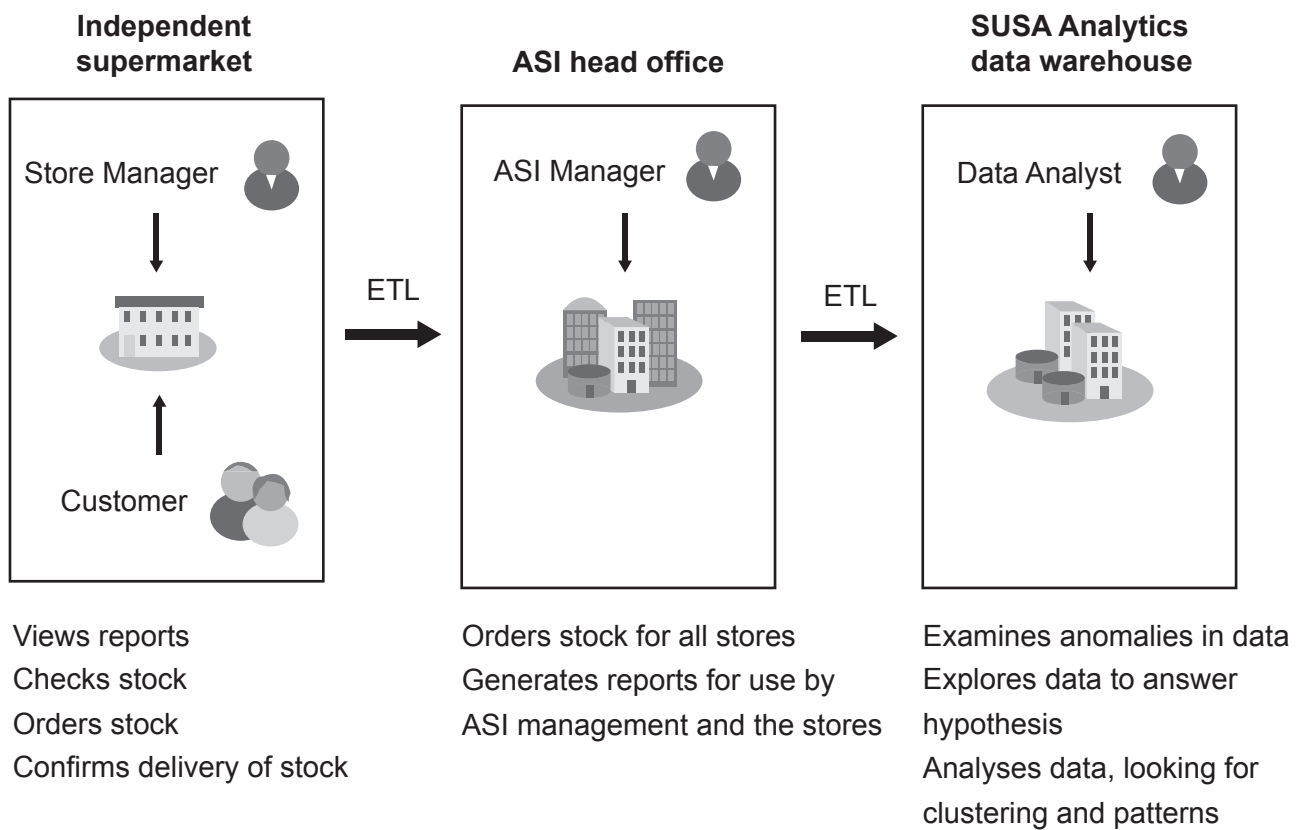 Independent
supermarket
Store Manager
Customer
Views reports
Checks stock
Orders stock
Confirms delivery of stock
ETL
ASI head office
ASI Manager
Orders stock for all stores
Generates reports for use by
ASI management and the stores
ETL
SUSA Analytics
data warehouse
Data Analyst
Examines anomalies in data
Explores data to answer
hypothesis
Analyses data, looking for
clustering and patterns